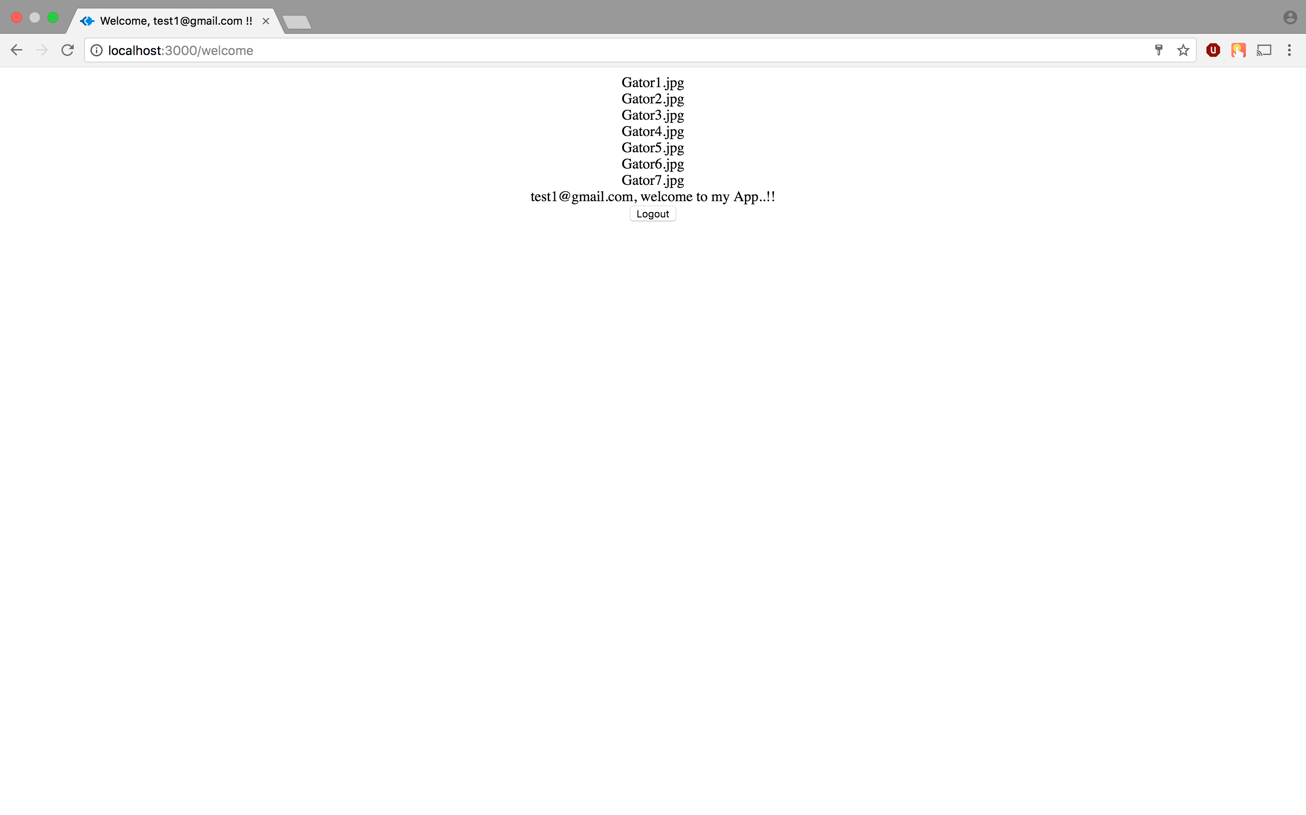 Welcome, test1@gmail.com !!
localhost:3000/welcome
Gator1.jpg
Gator2.jpg
Gator3.jpg
Gator4.jpg
Gator5.jpg
Gator6.jpg
Gator7.jpg
test1@gmail.com, welcome to my App..!!
Logout